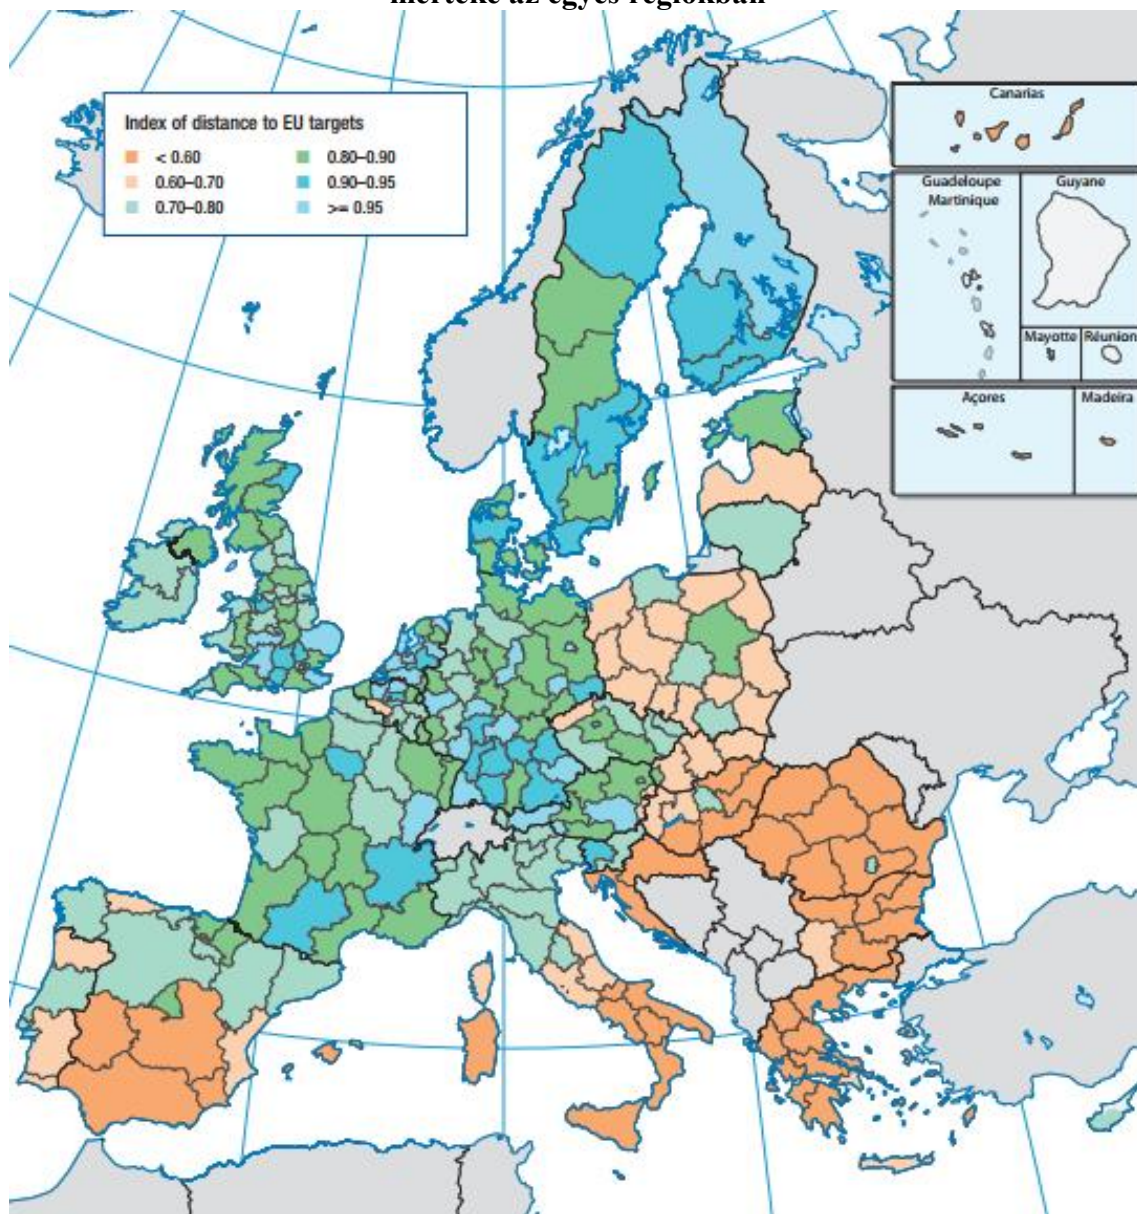 mértéke az egyes régiókban
Index of distance to EU targets
< 0.60
0.60–0.70
0.70–0.80
0.80–0.90
0.90–0.95
>= 0.95
Canarias
Guadeloupe
Martinique
Guyane
Mayotte
Réunion
Açores
Madeira